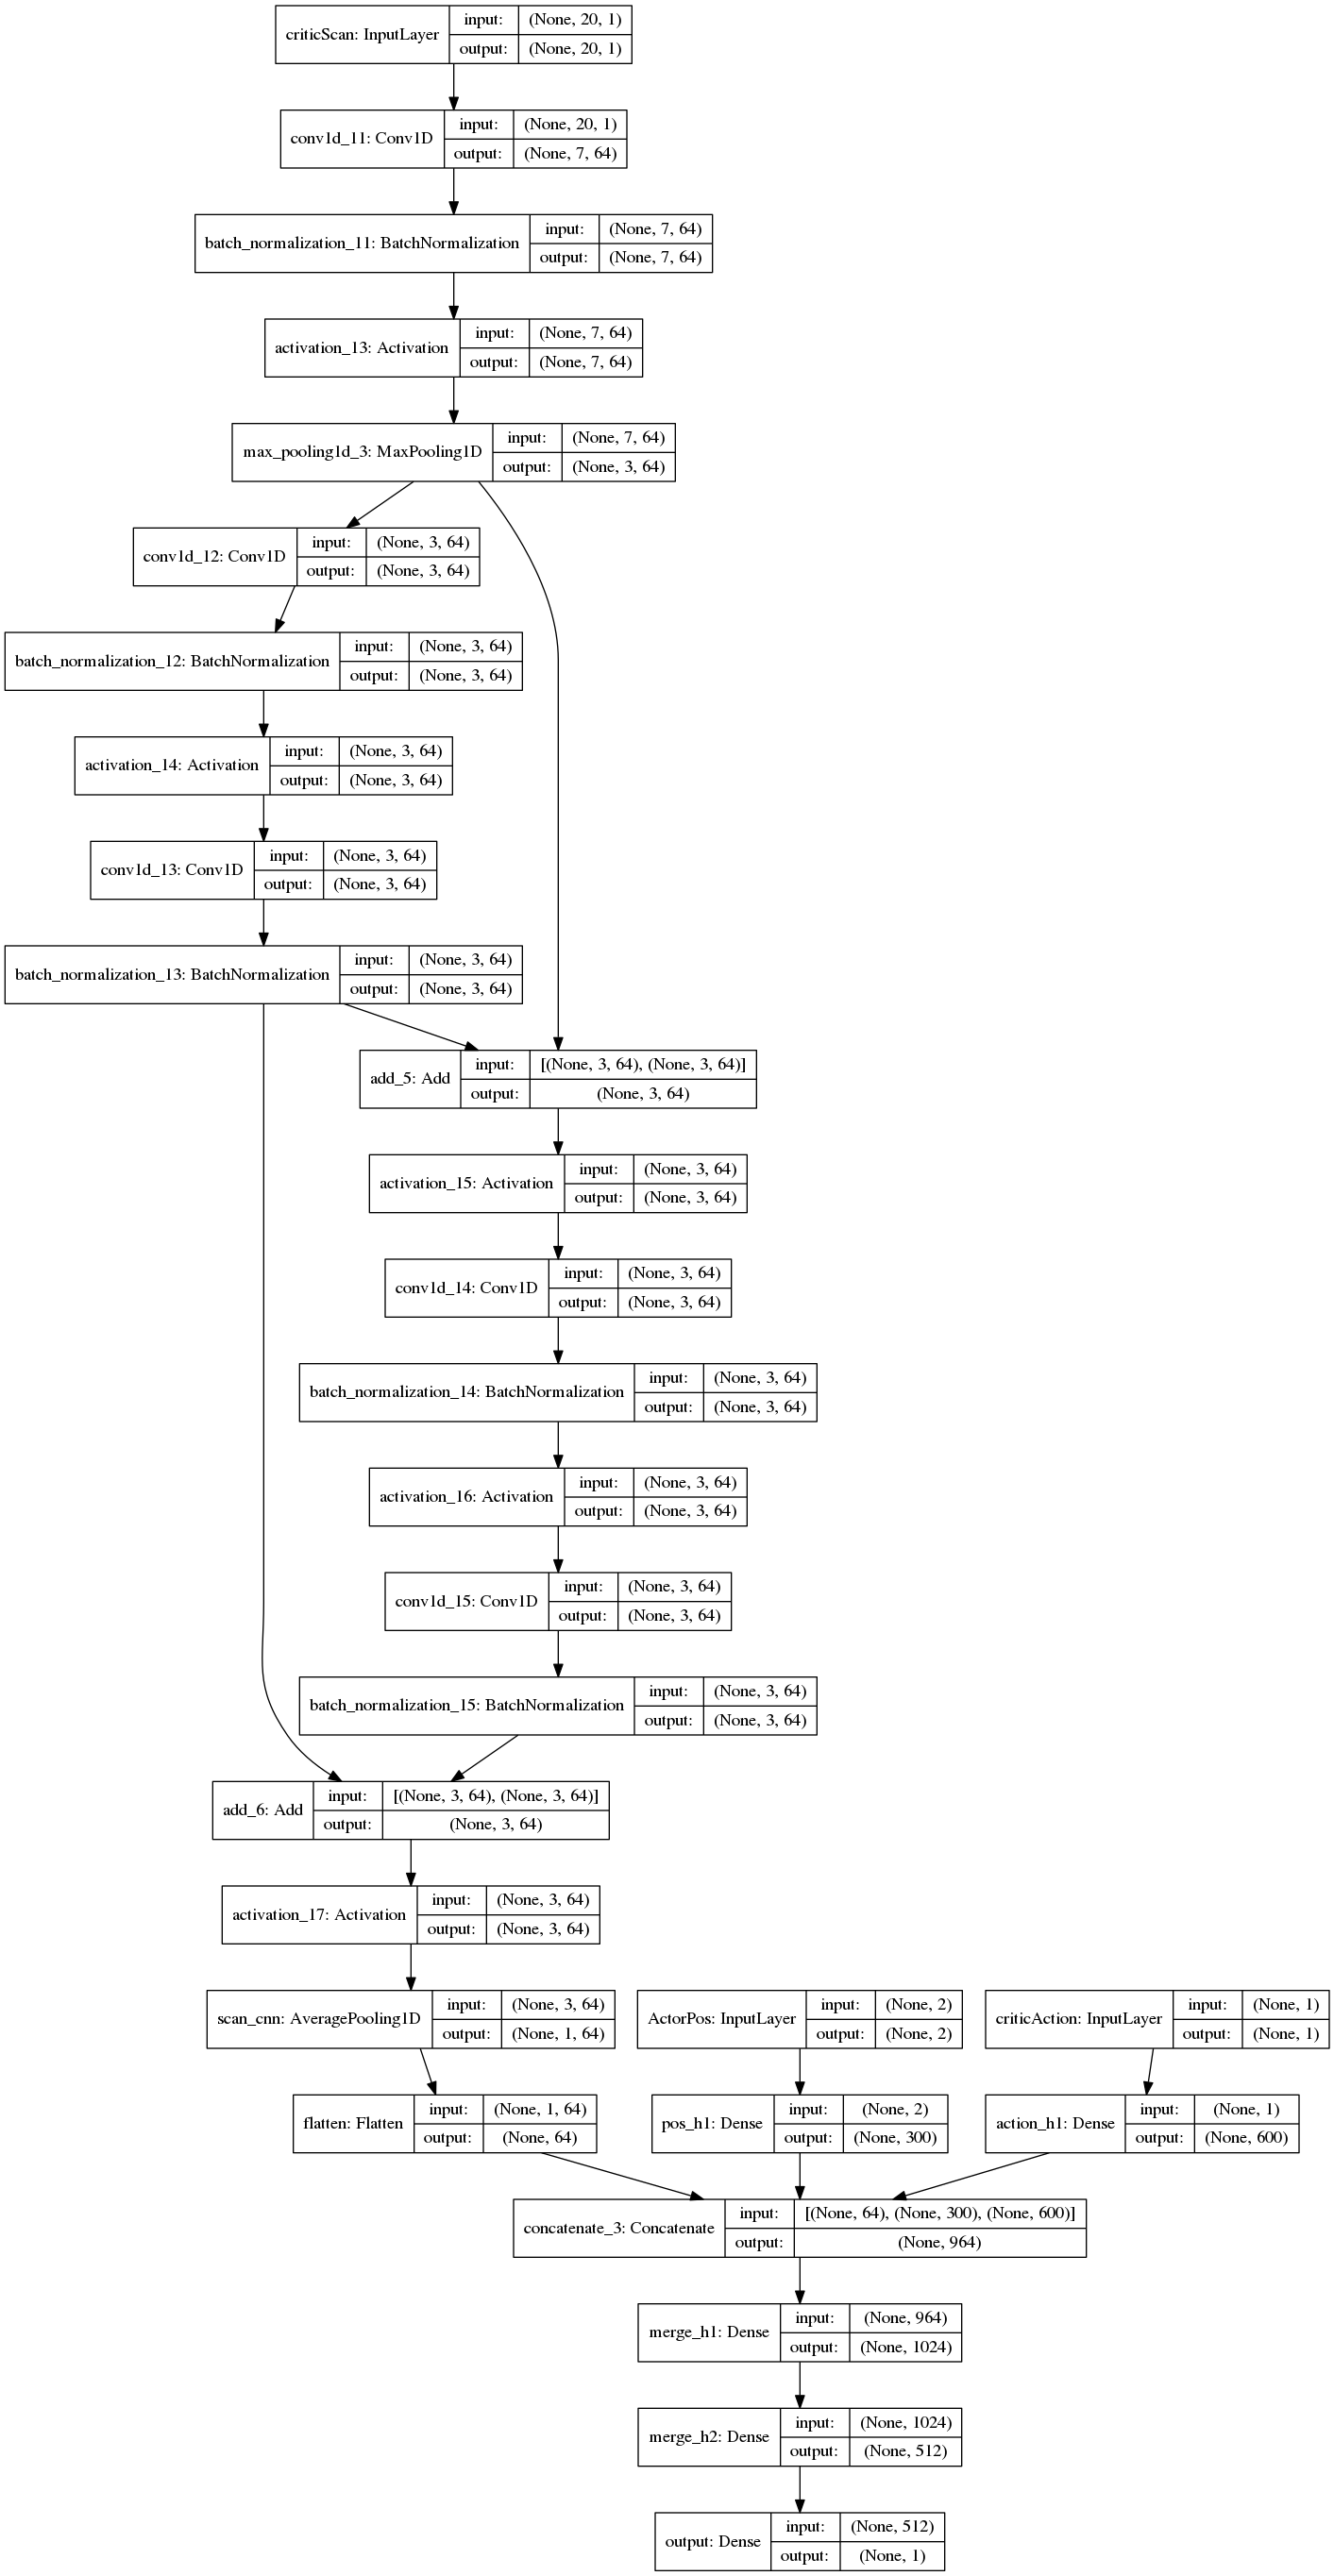 criticScan: InputLayer
input: (None, 20, 1)
output: (None, 20, 1)
conv1d_11: Conv1D
input: (None, 20, 1)
output: (None, 7, 64)
batch_normalization_11: BatchNormalization
input: (None, 7, 64)
output: (None, 7, 64)
activation_13: Activation
input: (None, 7, 64)
output: (None, 7, 64)
max_pooling1d_3: MaxPooling1D
input: (None, 7, 64)
output: (None, 3, 64)
conv1d_12: Conv1D
input: (None, 3, 64)
output: (None, 3, 64)
batch_normalization_12: BatchNormalization
input: (None, 3, 64)
output: (None, 3, 64)
activation_14: Activation
input: (None, 3, 64)
output: (None, 3, 64)
conv1d_13: Conv1D
input: (None, 3, 64)
output: (None, 3, 64)
batch_normalization_13: BatchNormalization
input: (None, 3, 64)
output: (None, 3, 64)
add_5: Add
input: [(None, 3, 64), (None, 3, 64)]
output: (None, 3, 64)
activation_15: Activation
input: (None, 3, 64)
output: (None, 3, 64)
conv1d_14: Conv1D
input: (None, 3, 64)
output: (None, 3, 64)
batch_normalization_14: BatchNormalization
input: (None, 3, 64)
output: (None, 3, 64)
activation_16: Activation
input: (None, 3, 64)
output: (None, 3, 64)
conv1d_15: Conv1D
input: (None, 3, 64)
output: (None, 3, 64)
batch_normalization_15: BatchNormalization
input: (None, 3, 64)
output: (None, 3, 64)
add_6: Add
input: [(None, 3, 64), (None, 3, 64)]
output: (None, 3, 64)
activation_17: Activation
input: (None, 3, 64)
output: (None, 3, 64)
scan_cnn: AveragePooling1D
input: (None, 3, 64)
output: (None, 1, 64)
ActorPos: InputLayer
input: (None, 2)
output: (None, 2)
criticAction: InputLayer
input: (None, 1)
output: (None, 1)
flatten: Flatten
input: (None, 1, 64)
output: (None, 64)
pos_h1: Dense
input: (None, 2)
output: (None, 300)
action_h1: Dense
input: (None, 1)
output: (None, 600)
concatenate_3: Concatenate
input: [(None, 64), (None, 300), (None, 600)]
output: (None, 964)
merge_h1: Dense
input: (None, 964)
output: (None, 1024)
merge_h2: Dense
input: (None, 1024)
output: (None, 512)
output: Dense
input: (None, 512)
output: (None, 1)